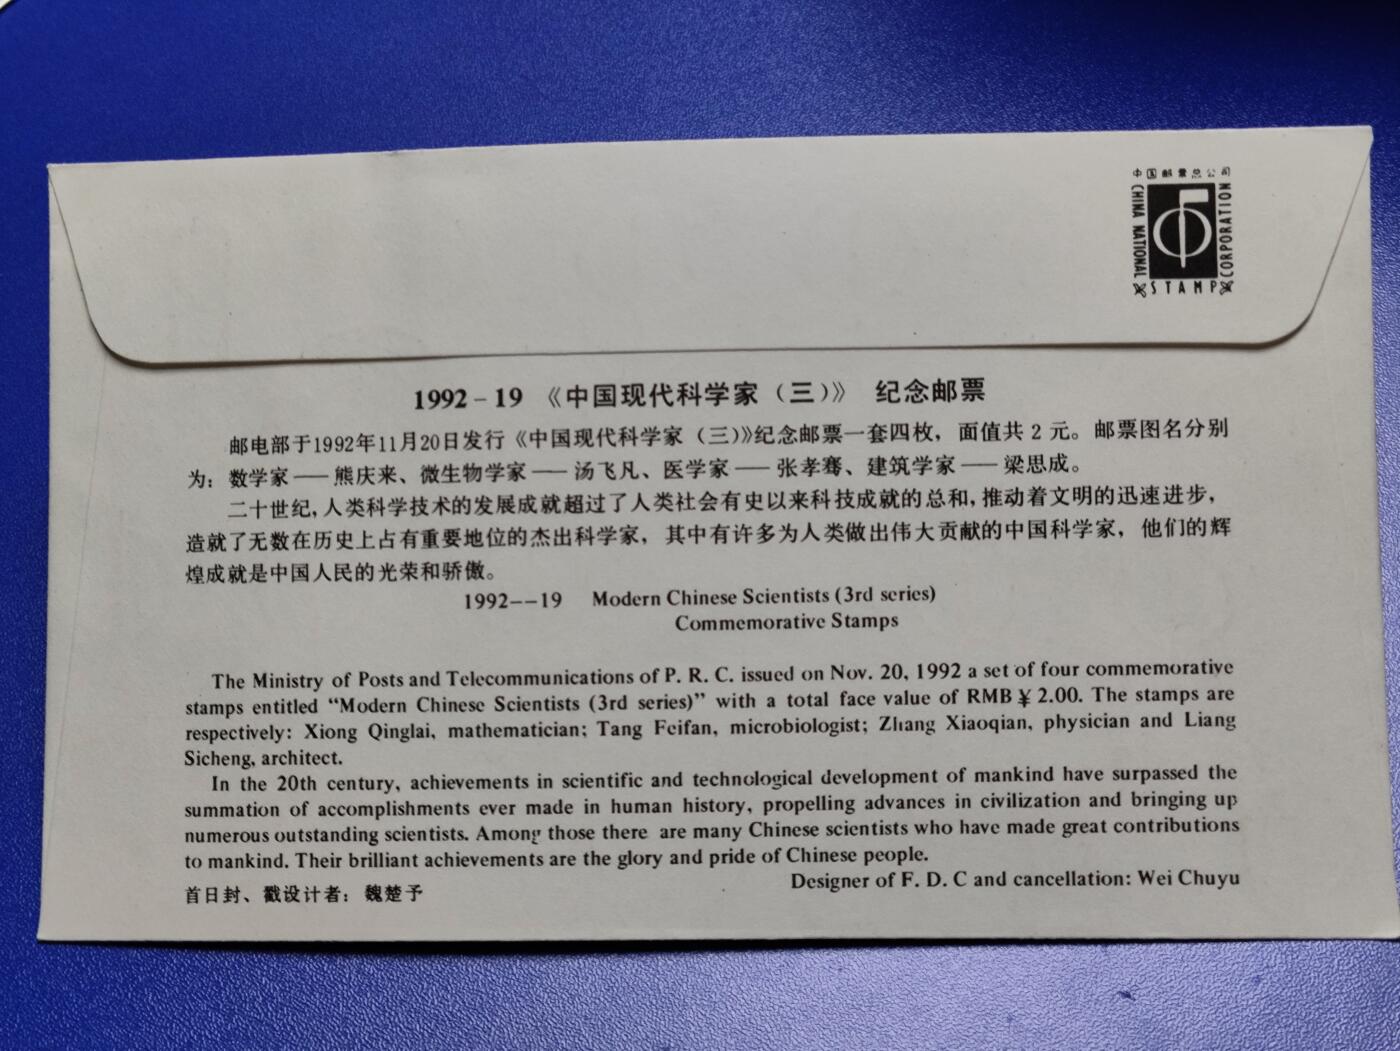 中国邮票总公司
CHINA NATIONAL
STAMP
CORPORATION
1992-19 《中国现代科学家（三）》 纪念邮票
邮电部于1992年11月20日发行《中国现代科学家（三）》纪念邮票一套四枚，面值共 2 元。邮票图名分别
为：数学家——熊庆来、微生物学家——汤飞凡、医学家——张孝骞、建筑学家——梁思成。
二十世纪，人类科学技术的发展成就超过了人类社会有史以来科技成就的总和，推动着文明的迅速进步，
造就了无数在历史上占有重要地位的杰出科学家，其中有许多为人类做出伟大贡献的中国科学家，他们的辉
煌成就是中国人民的光荣和骄傲。
1992--19 Modern Chinese Scientists (3rd series)
Commemorative Stamps
The Ministry of Posts and Telecommunications of P. R. C. issued on Nov. 20, 1992 a set of four commemorative
stamps entitled “Modern Chinese Scientists (3rd series)” with a total face value of RMB¥2.00. The stamps are
respectively: Xiong Qinglai, mathematician; Tang Feifan, microbiologist; Zhang Xiaoqian, physician and Liang
Sicheng, architect.
In the 20th century, achievements in scientific and technological development of mankind have surpassed the
summation of accomplishments ever made in human history, propelling advances in civilization and bringing up
numerous outstanding scientists. Among those there are many Chinese scientists who have made great contributions
to mankind. Their brilliant achievements are the glory and pride of Chinese people.
Designer of F. D. C and cancellation: Wei Chuyu
首日封、戳设计者：魏楚予